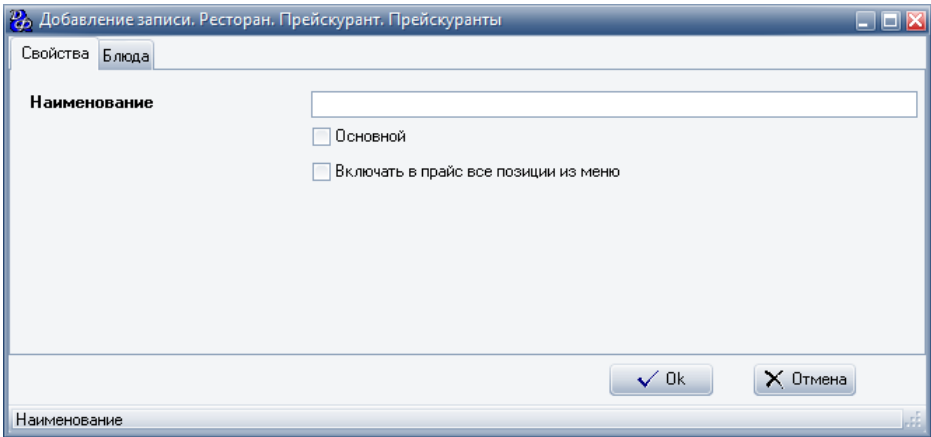 Добавление записи. Ресторан. Прейскурант. Прейскуранты
Свойства Блюда
Наименование
Основной
Включать в прайс все позиции из меню
Ok Отмена
Наименование